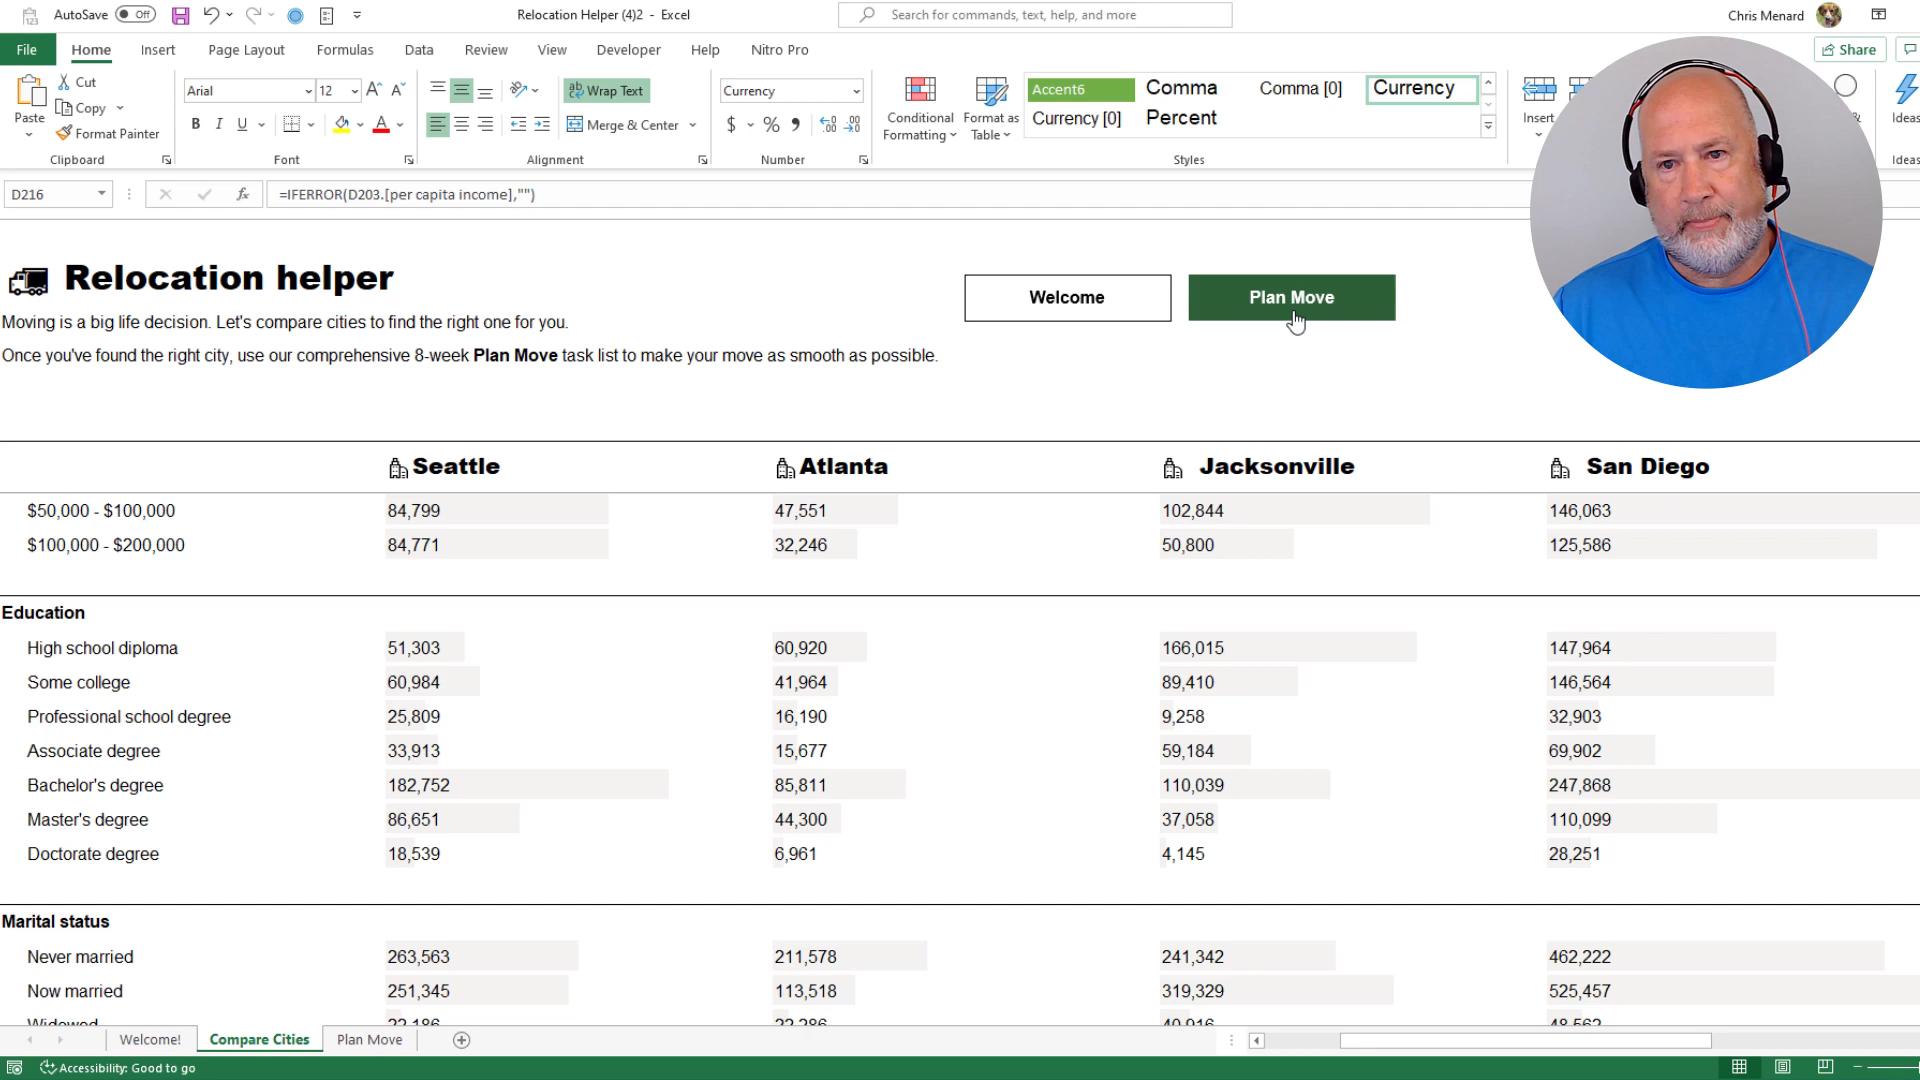 AutoSave Off
Relocation Helper (4)2 - Excel
Search for commands, text, help, and more
Chris Menard
File Home Insert Page Layout Formulas Data Review View Developer Help Nitro Pro
Share
Paste
Cut
Copy
Format Painter
Clipboard
Arial 12
B I U
Font
ab Wrap Text
Merge & Center
Alignment
Currency
$ % 9
Number
Conditional Formatting
Format as Table
Accent6 Comma Comma [0] Currency
Currency [0] Percent
Styles
Insert
Ideas
Ideas
D216 fx =IFERROR(D203.[per capita income],"")
Relocation helper
Welcome
Plan Move
Moving is a big life decision. Let's compare cities to find the right one for you.
Once you've found the right city, use our comprehensive 8-week Plan Move task list to make your move as smooth as possible.
Seattle Atlanta Jacksonville San Diego
$50,000 - $100,000 84,799 47,551 102,844 146,063
$100,000 - $200,000 84,771 32,246 50,800 125,586
Education
High school diploma 51,303 60,920 166,015 147,964
Some college 60,984 41,964 89,410 146,564
Professional school degree 25,809 16,190 9,258 32,903
Associate degree 33,913 15,677 59,184 69,902
Bachelor's degree 182,752 85,811 110,039 247,868
Master's degree 86,651 44,300 37,058 110,099
Doctorate degree 18,539 6,961 4,145 28,251
Marital status
Never married 263,563 211,578 241,342 462,222
Now married 251,345 113,518 319,329 525,457
Widowed 22,186 22,286 40,916 48,562
Welcome! Compare Cities Plan Move
Accessibility: Good to go